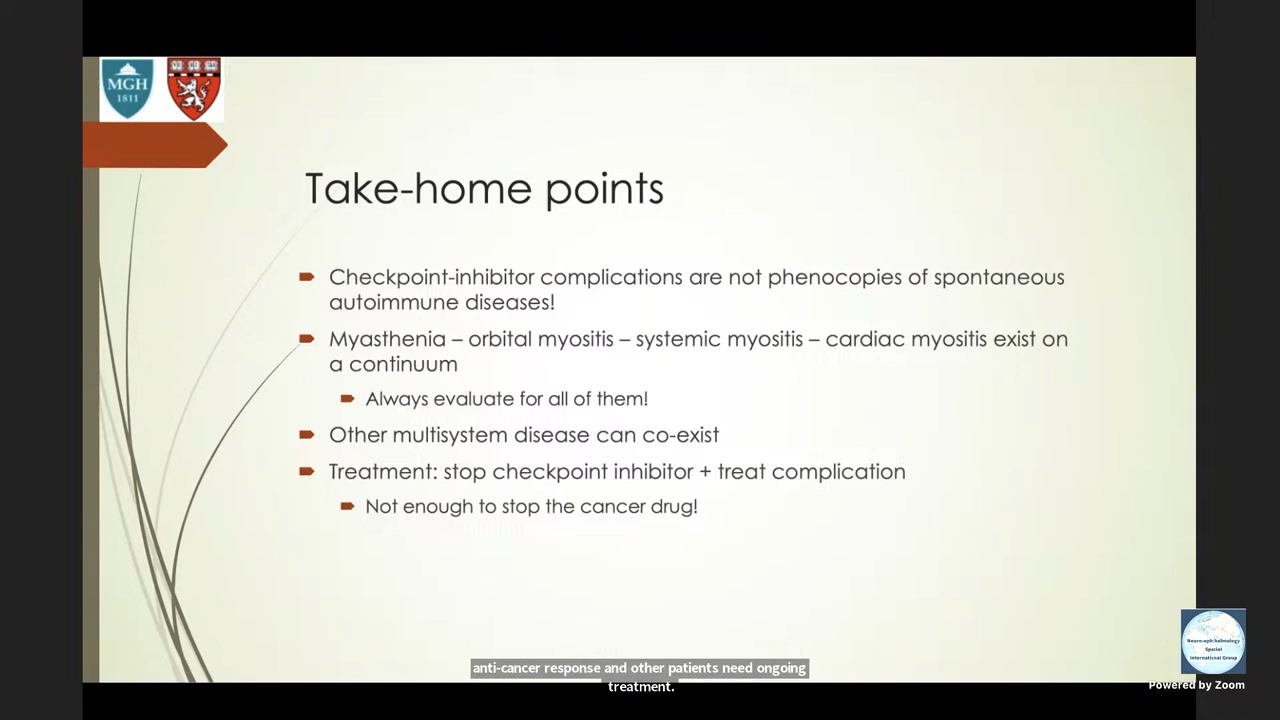 MGH
1811
Take-home points
Checkpoint-inhibitor complications are not phenocopies of spontaneous
autoimmune diseases!
Myasthenia – orbital myositis – systemic myositis – cardiac myositis exist on
a continuum
Always evaluate for all of them!
Other multisystem disease can co-exist
Treatment: stop checkpoint inhibitor + treat complication
Not enough to stop the cancer drug!
anti-cancer response and other patients need ongoing
treatment.
Neuro-ophthalmology
Special
International Group
Powered by Zoom